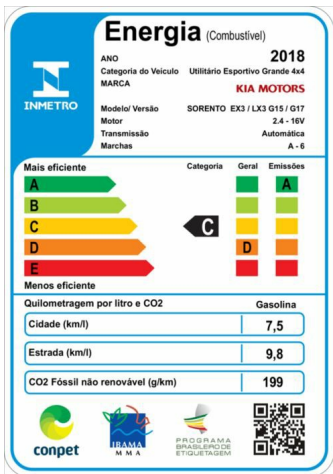 Energia (Combustível)
ANO 2018
Categoria do Veículo Utilitário Esportivo Grande 4x4
MARCA KIA MOTORS
INMETRO
Modelo/ Versão SORENTO EX3 / LX3 G15 / G17
Motor 2.4 - 16V
Transmissão Automática
Marchas A - 6
Mais eficiente Categoria Geral Emissões
A A
B
C C
D D
E
Menos eficiente
Quilometragem por litro e CO2 Gasolina
Cidade (km/l) 7,5
Estrada (km/l) 9,8
CO2 Fóssil não renovável (g/km) 199
conpet
IBAMA
MMA
PROGRAMA
BRASILEIRO DE
ETIQUETAGEM